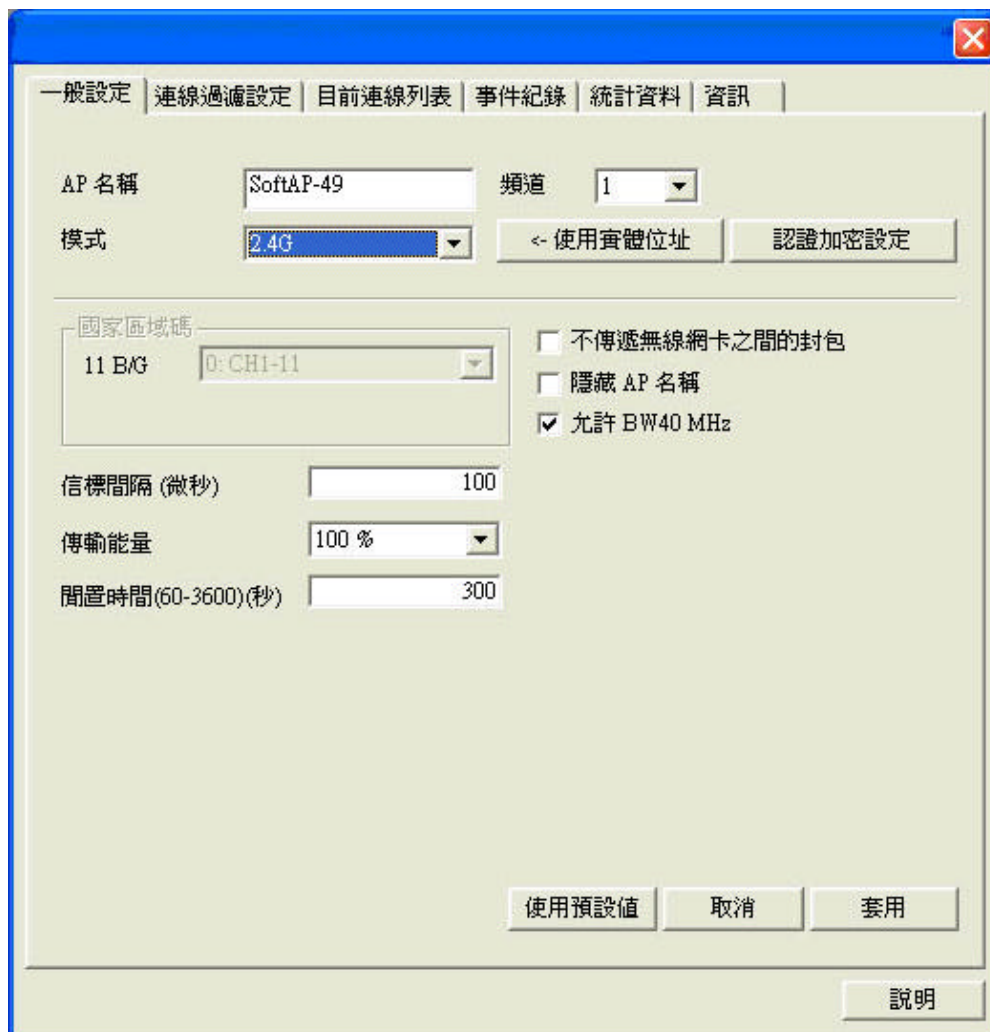 一般設定 連線過濾設定 目前連線列表 事件紀錄 統計資料 資訊
AP 名稱 SoftAP-49 頻道 1
模式 2.4G <- 使用實體位址 認證加密設定
國家區域碼
11 B/G 0: CH1-11
不傳遞無線網卡之間的封包
隱藏 AP 名稱
允許 BW40 MHz
信標間隔 (微秒) 100
傳輸能量 100 %
閒置時間(60-3600)(秒) 300
使用預設值 取消 套用
說明